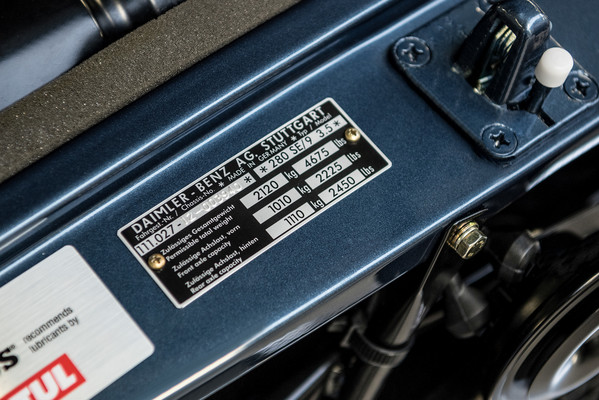 DAIMLER-BENZ AG. STUTTGART
Fahrgest.-Nr. / Chassis-No. * MADE IN GERMANY * Typ / Model
111.027- * * 280 SE/9 3.5 *
Zulässiges Gesamtgewicht
Permissible total weight 2120 kg 4675 lbs
Zulässige Achslast, vorn
Front axle capacity 1010 kg 2225 lbs
Zulässige Achslast, hinten
Rear axle capacity 1110 kg 2450 lbs
recommends
lubricants by